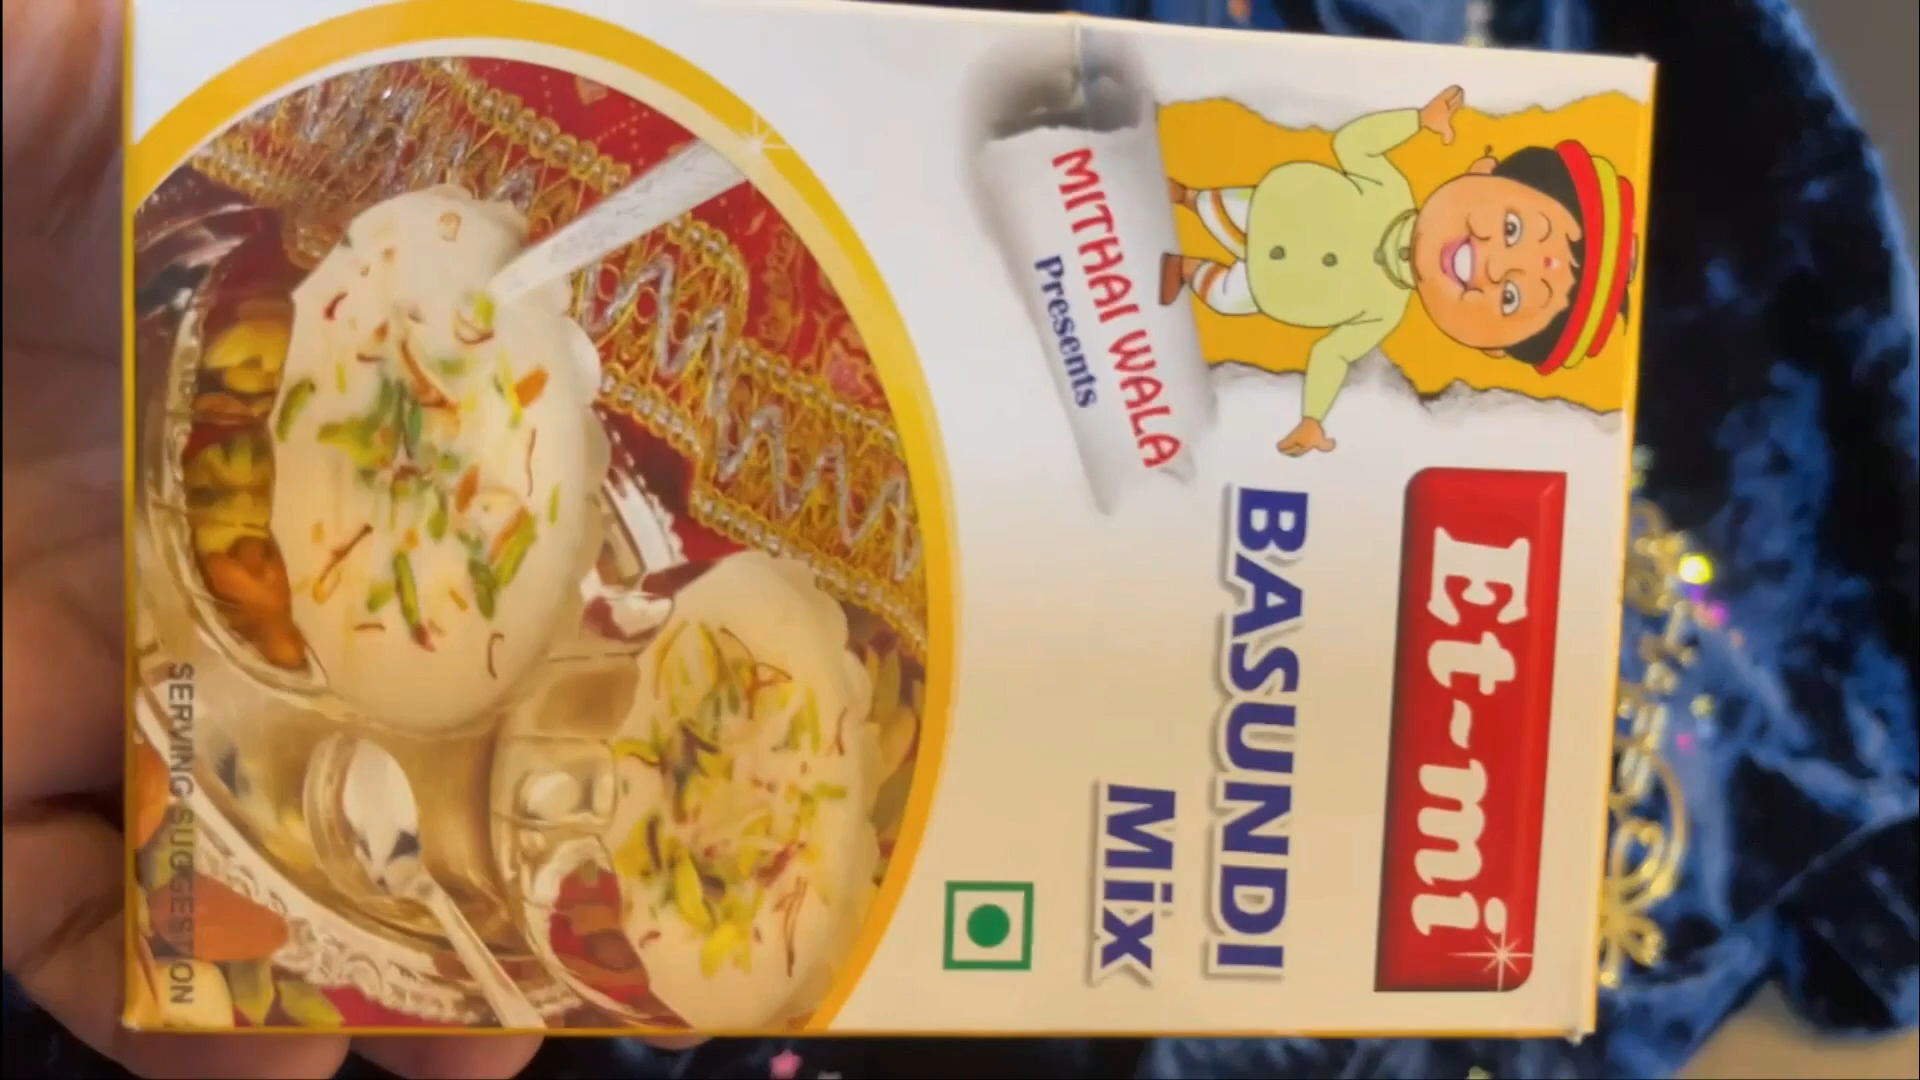 Et-mi
MITHAI WALA
Presents
BASUNDI
Mix
SERVING SUGGESTION